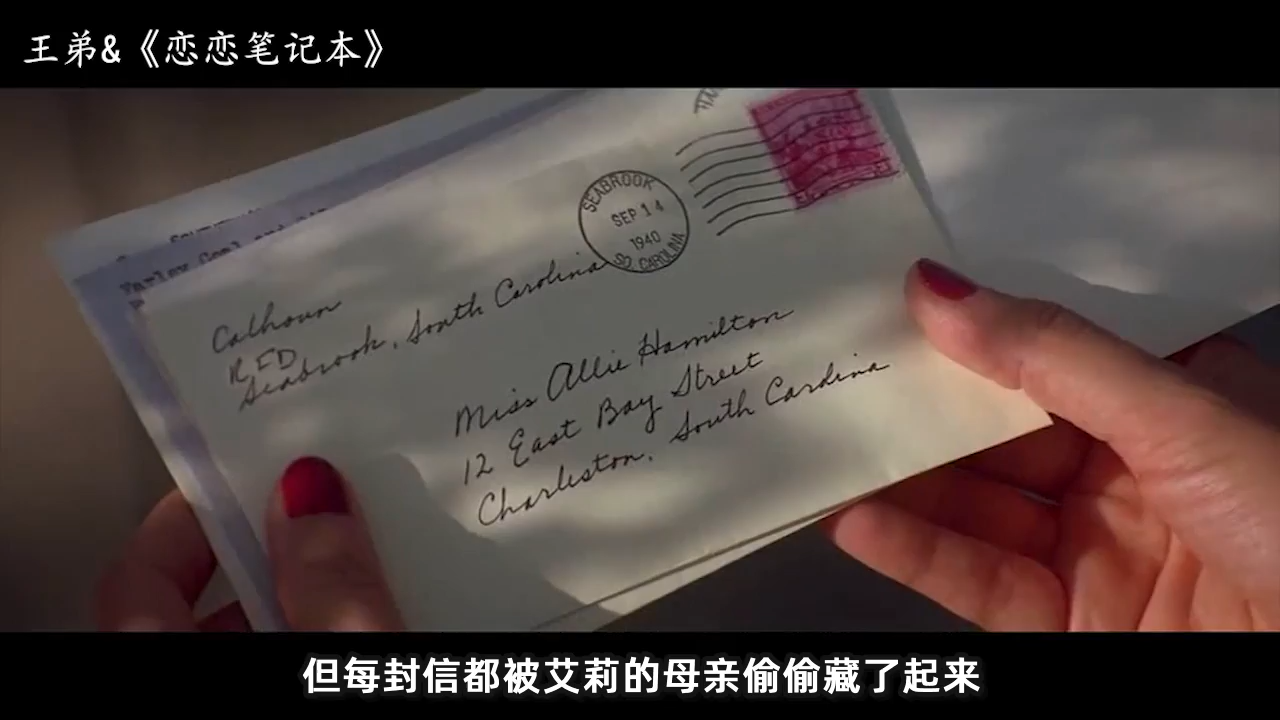 王弟&《恋恋笔记本》
SEABROOK
SEP 14
1940
SO. CAROLINA
Calhoun
RFD
Seabrook, South Carolina
Miss Allie Hamilton
12 East Bay Street
Charleston, South Carolina
但每封信都被艾莉的母亲偷偷藏了起来